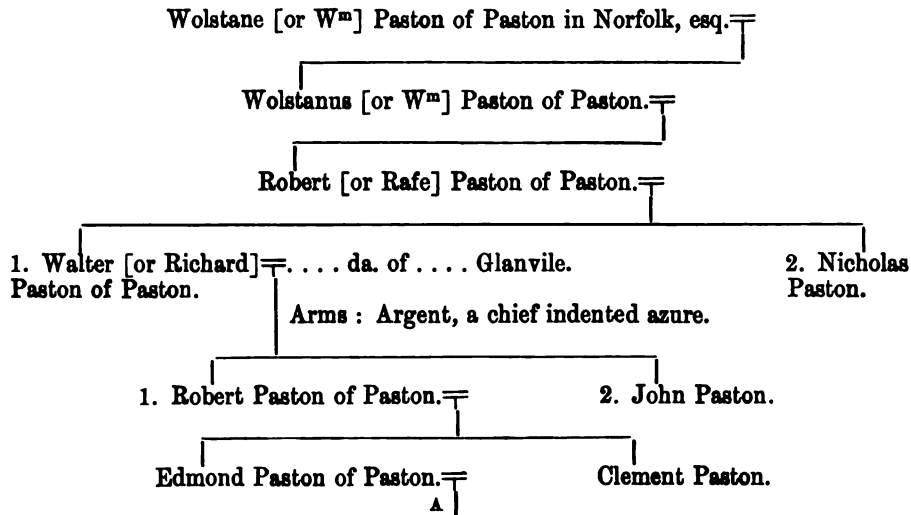 Wolstane [or Wᵐ] Paston of Paston in Norfolk, esq.
Wolstanus [or Wᵐ] Paston of Paston.
Robert [or Rafe] Paston of Paston.
1. Walter [or Richard] .... da. of .... Glanvile. 2. Nicholas
Paston of Paston. Paston.
Arms : Argent, a chief indented azure.
1. Robert Paston of Paston. 2. John Paston.
Edmond Paston of Paston. Clement Paston.
A